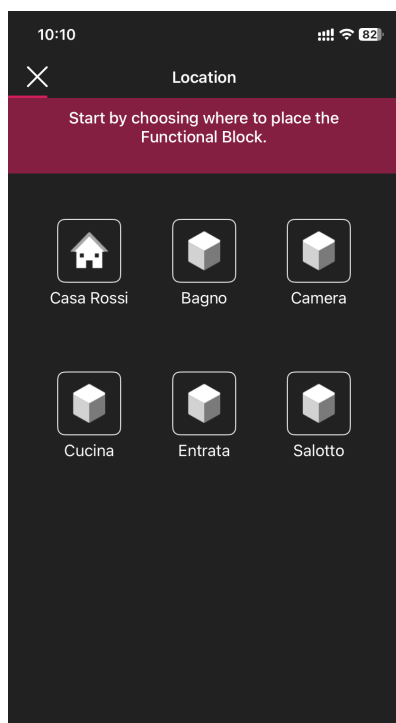 10:10
82
Location
Start by choosing where to place the
Functional Block.
Casa Rossi
Bagno
Camera
Cucina
Entrata
Salotto